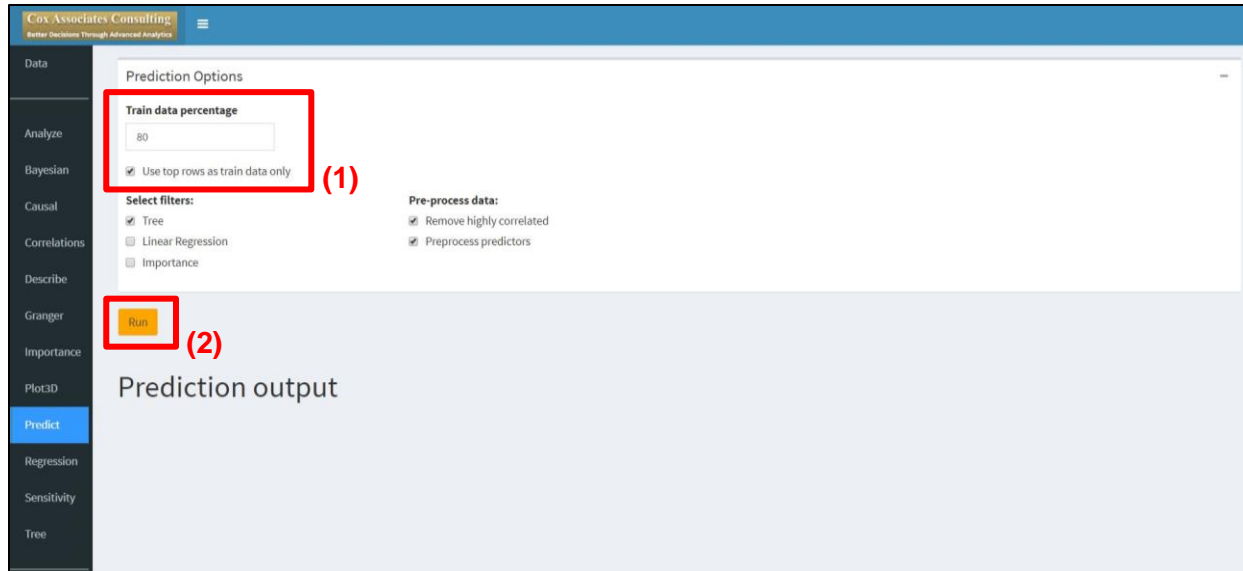 Cox Associates Consulting
Better Decisions Through Advanced Analytics
Data
Analyze
Bayesian
Causal
Correlations
Describe
Granger
Importance
Plot3D
Predict
Regression
Sensitivity
Tree
Prediction Options
Train data percentage
80
Use top rows as train data only
(1)
Select filters:
Tree
Linear Regression
Importance
Pre-process data:
Remove highly correlated
Preprocess predictors
Run
(2)
Prediction output